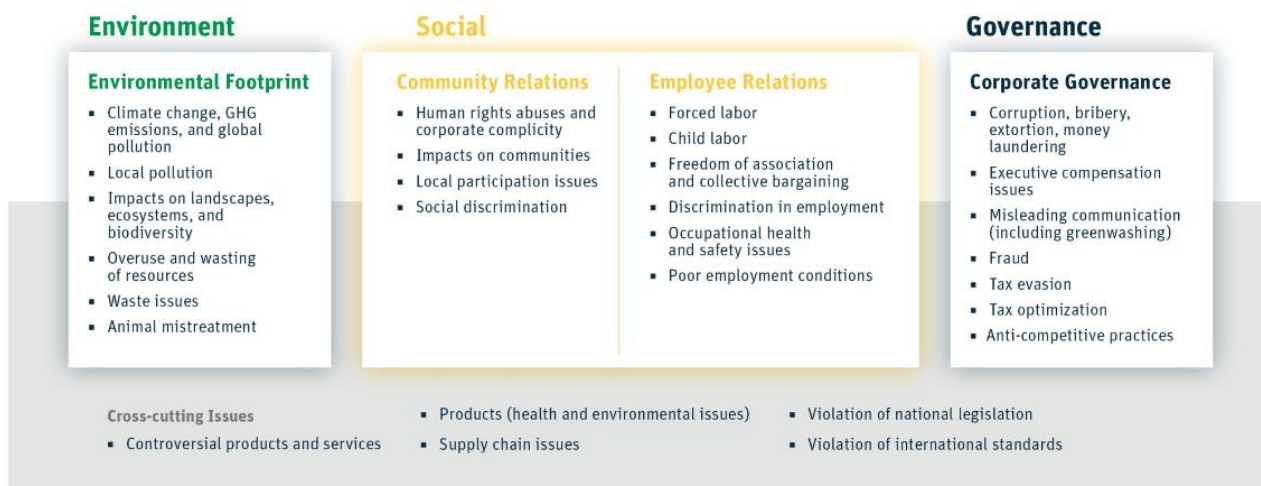 Environment
Environmental Footprint
▪ Climate change, GHG
emissions, and global
pollution
▪ Local pollution
▪ Impacts on landscapes,
ecosystems, and
biodiversity
▪ Overuse and wasting
of resources
▪ Waste issues
▪ Animal mistreatment
Social
Community Relations
▪ Human rights abuses and
corporate complicity
▪ Impacts on communities
▪ Local participation issues
▪ Social discrimination
Employee Relations
▪ Forced labor
▪ Child labor
▪ Freedom of association
and collective bargaining
▪ Discrimination in employment
▪ Occupational health
and safety issues
▪ Poor employment conditions
Governance
Corporate Governance
▪ Corruption, bribery,
extortion, money
laundering
▪ Executive compensation
issues
▪ Misleading communication
(including greenwashing)
▪ Fraud
▪ Tax evasion
▪ Tax optimization
▪ Anti-competitive practices
Cross-cutting Issues
▪ Controversial products and services
▪ Products (health and environmental issues)
▪ Supply chain issues
▪ Violation of national legislation
▪ Violation of international standards